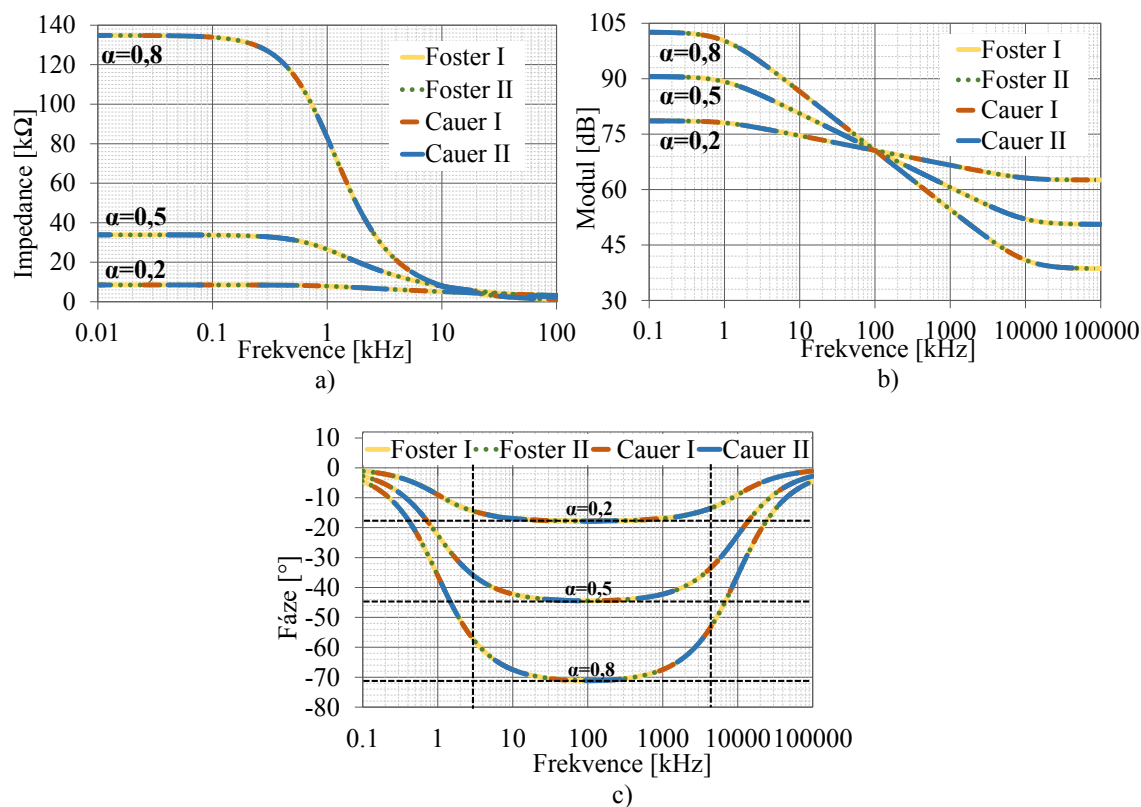 Impedance [kΩ]
140
120
100
80
60
40
20
0
α=0,8
α=0,5
α=0,2
Foster I
Foster II
Cauer I
Cauer II
0.01 0.1 1 10 100
Frekvence [kHz]
a)
Modul [dB]
105
90
75
60
45
30
α=0,8
α=0,5
α=0,2
Foster I
Foster II
Cauer I
Cauer II
0.1 1 10 100 1000 10000 100000
Frekvence [kHz]
b)
Fáze [°]
10
0
-10
-20
-30
-40
-50
-60
-70
-80
Foster I Foster II Cauer I Cauer II
α=0,2
α=0,5
α=0,8
0.1 1 10 100 1000 10000 100000
Frekvence [kHz]
c)